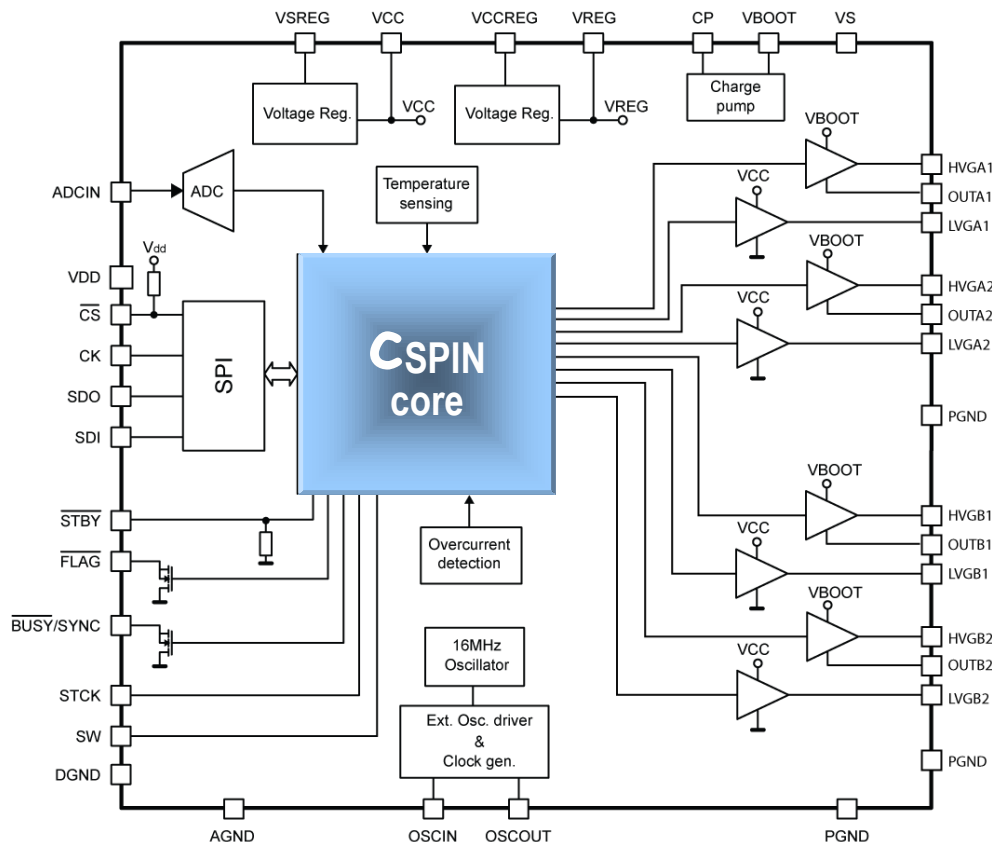 VSREG VCC VCCREG VREG CP VBOOT VS
Voltage Reg.
VCC
Voltage Reg.
VREG
Charge
pump
VBOOT
HVGA1
ADCIN
ADC
Temperature
sensing
VCC
OUTA1
LVGA1
Vdd
VBOOT
VDD
HVGA2
CS
VCC
OUTA2
CK
SPI
cSPIN
core
LVGA2
SDO
SDI
PGND
VBOOT
STBY
HVGB1
FLAG
Overcurrent
detection
VCC
OUTB1
LVGB1
VBOOT
BUSY/SYNC
16MHz
Oscillator
HVGB2
VCC
OUTB2
STCK
LVGB2
SW
Ext. Osc. driver
&
Clock gen.
DGND
PGND
AGND OSCIN OSCOUT PGND